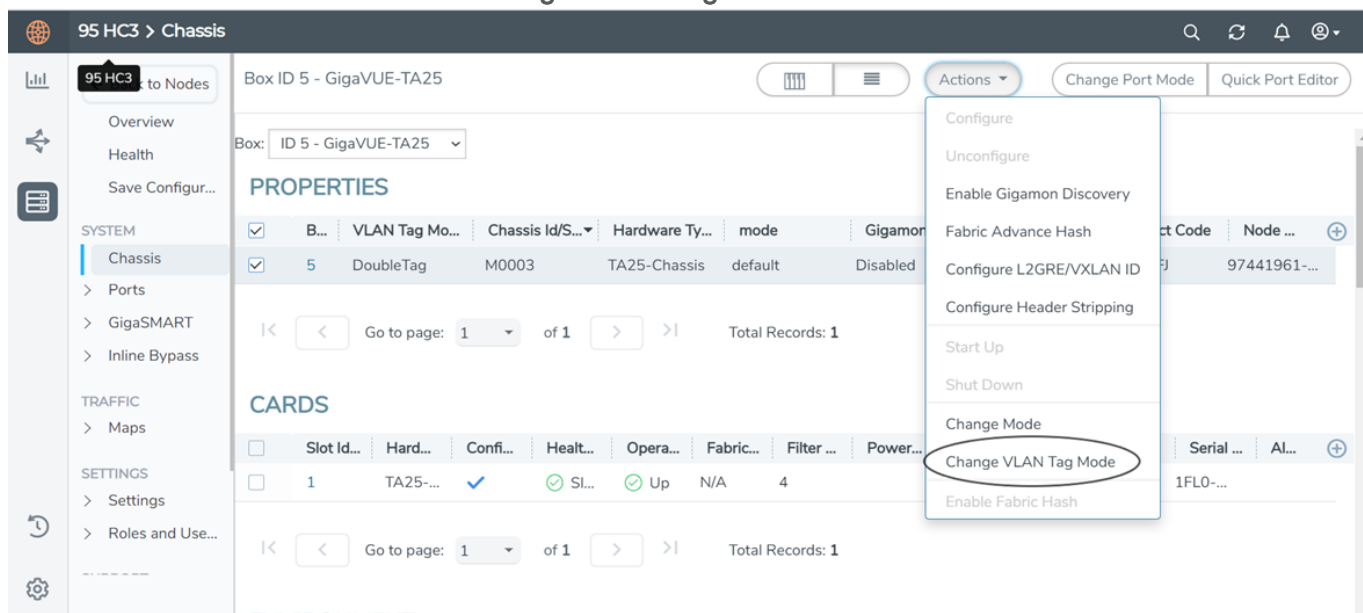 95 HC3 > Chassis
95 HC3
to Nodes
Overview
Health
Save Configur...
SYSTEM
Chassis
> Ports
> GigaSMART
> Inline Bypass
TRAFFIC
> Maps
SETTINGS
> Settings
> Roles and Use...
Box ID 5 - GigaVUE-TA25
Actions
Change Port Mode
Quick Port Editor
Box: ID 5 - GigaVUE-TA25
PROPERTIES
B... VLAN Tag Mo... Chassis Id/S... Hardware Ty... mode Gigamon ct Code Node ...
5 DoubleTag M0003 TA25-Chassis default Disabled 97441961-...
Go to page: 1 of 1 Total Records: 1
CARDS
Slot Id... Hard... Confi... Healt... Opera... Fabric... Filter ... Power... Serial ... Al...
1 TA25-... SI... Up N/A 4 1FL0-...
Go to page: 1 of 1 Total Records: 1
Configure
Unconfigure
Enable Gigamon Discovery
Fabric Advance Hash
Configure L2GRE/VXLAN ID
Configure Header Stripping
Start Up
Shut Down
Change Mode
Change VLAN Tag Mode
Enable Fabric Hash